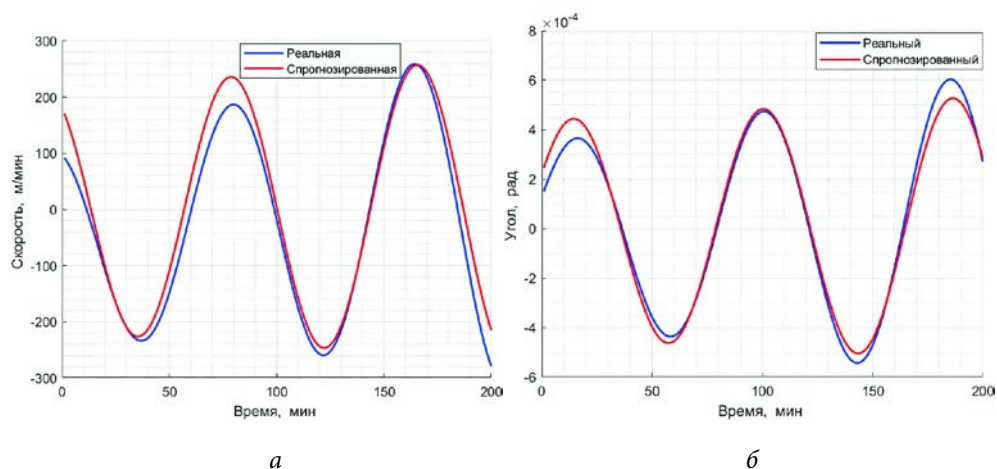 Реальная
Спрогнозированная
300
200
100
0
-100
-200
-300
Скорость, м/мин
0
50
100
150
200
Время, мин
а
×10⁻⁴
Реальный
Спрогнозированный
8
6
4
2
0
-2
-4
-6
Угол, рад
0
50
100
150
200
Время, мин
б